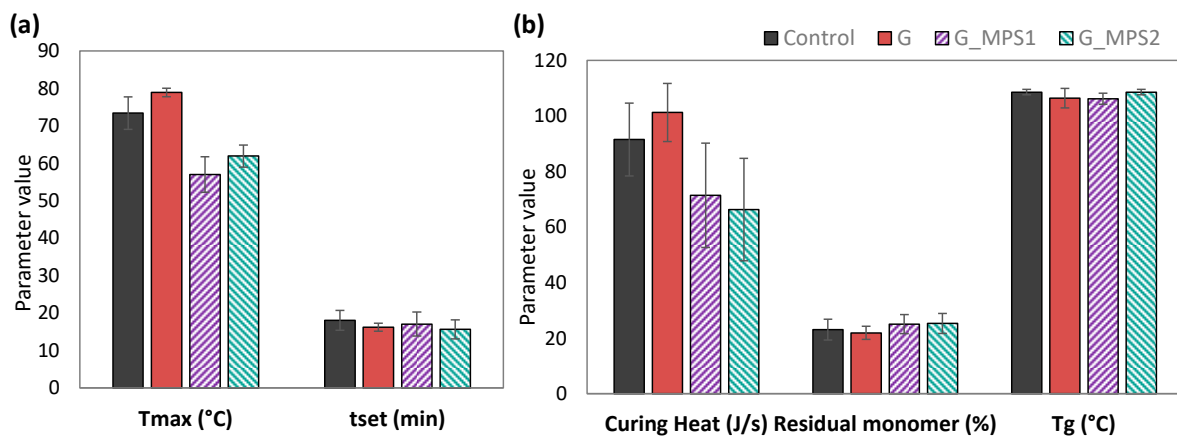 (a)
90
80
70
60
50
40
30
20
10
0
Parameter value
Tmax (°C) tset (min)
(b)
Control G G_MPS1 G_MPS2
120
100
80
60
40
20
0
Parameter value
Curing Heat (J/s) Residual monomer (%) Tg (°C)